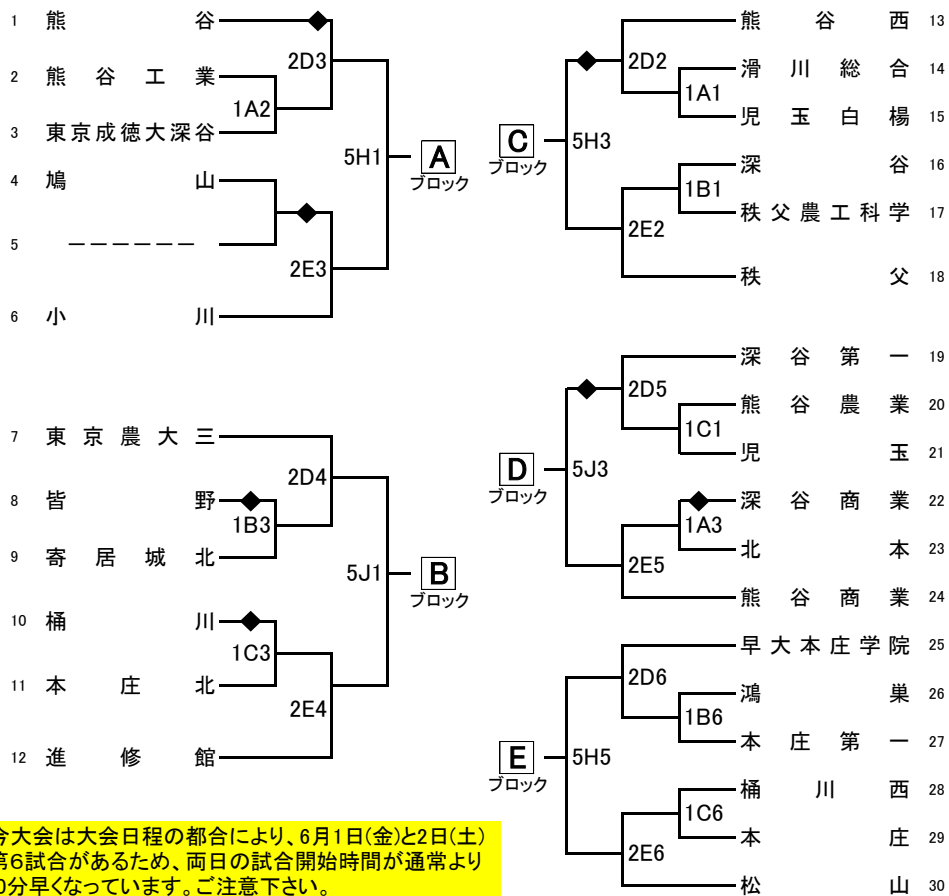 1 熊谷
2D3
2 熊谷工業
1A2
3 東京成徳大深谷
5H1
A
ブロック
4 鳩山
5 ーーーーーー
2E3
6 小川
7 東京農大三
2D4
8 皆野
1B3
9 寄居城北
5J1
B
ブロック
10 桶川
1C3
11 本庄北
2E4
12 進修館
熊谷西 13
2D2
滑川総合 14
1A1
児玉白楊 15
C
ブロック
5H3
深谷 16
1B1
秩父農工科学 17
2E2
秩父 18
深谷第一 19
2D5
熊谷農業 20
1C1
児玉 21
D
ブロック
5J3
深谷商業 22
1A3
北本 23
2E5
熊谷商業 24
早大本庄学院 25
2D6
鴻巣 26
1B6
本庄第一 27
E
ブロック
5H5
桶川西 28
1C6
本庄 29
2E6
松山 30
今大会は大会日程の都合により、6月1日(金)と2日(土)
第6試合があるため、両日の試合開始時間が通常より
0分早くなっています。ご注意下さい。